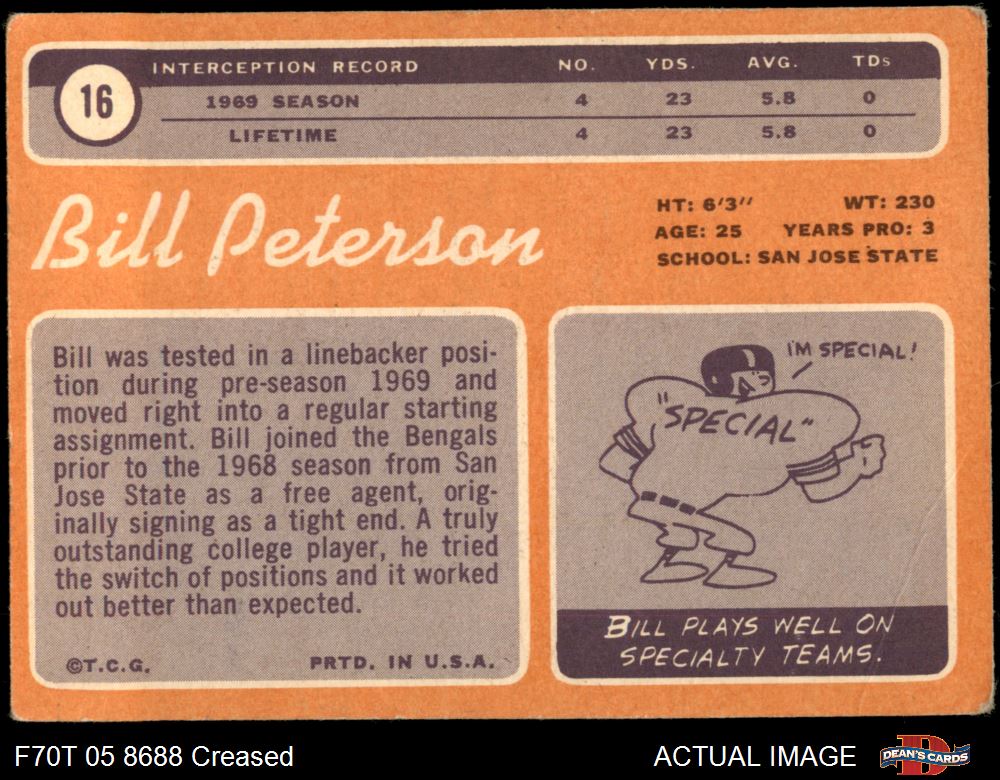 16
INTERCEPTION RECORD NO. YDS. AVG. TDs
1969 SEASON 4 23 5.8 0
LIFETIME 4 23 5.8 0
Bill Peterson
HT: 6'3" WT: 230
AGE: 25 YEARS PRO: 3
SCHOOL: SAN JOSE STATE
Bill was tested in a linebacker posi-
tion during pre-season 1969 and
moved right into a regular starting
assignment. Bill joined the Bengals
prior to the 1968 season from San
Jose State as a free agent, orig-
inally signing as a tight end. A truly
outstanding college player, he tried
the switch of positions and it worked
out better than expected.
©T.C.G. PRTD. IN U.S.A.
I'M SPECIAL!
"SPECIAL"
BILL PLAYS WELL ON
SPECIALTY TEAMS.
F70T 05 8688 Creased
ACTUAL IMAGE
DEAN'S CARDS